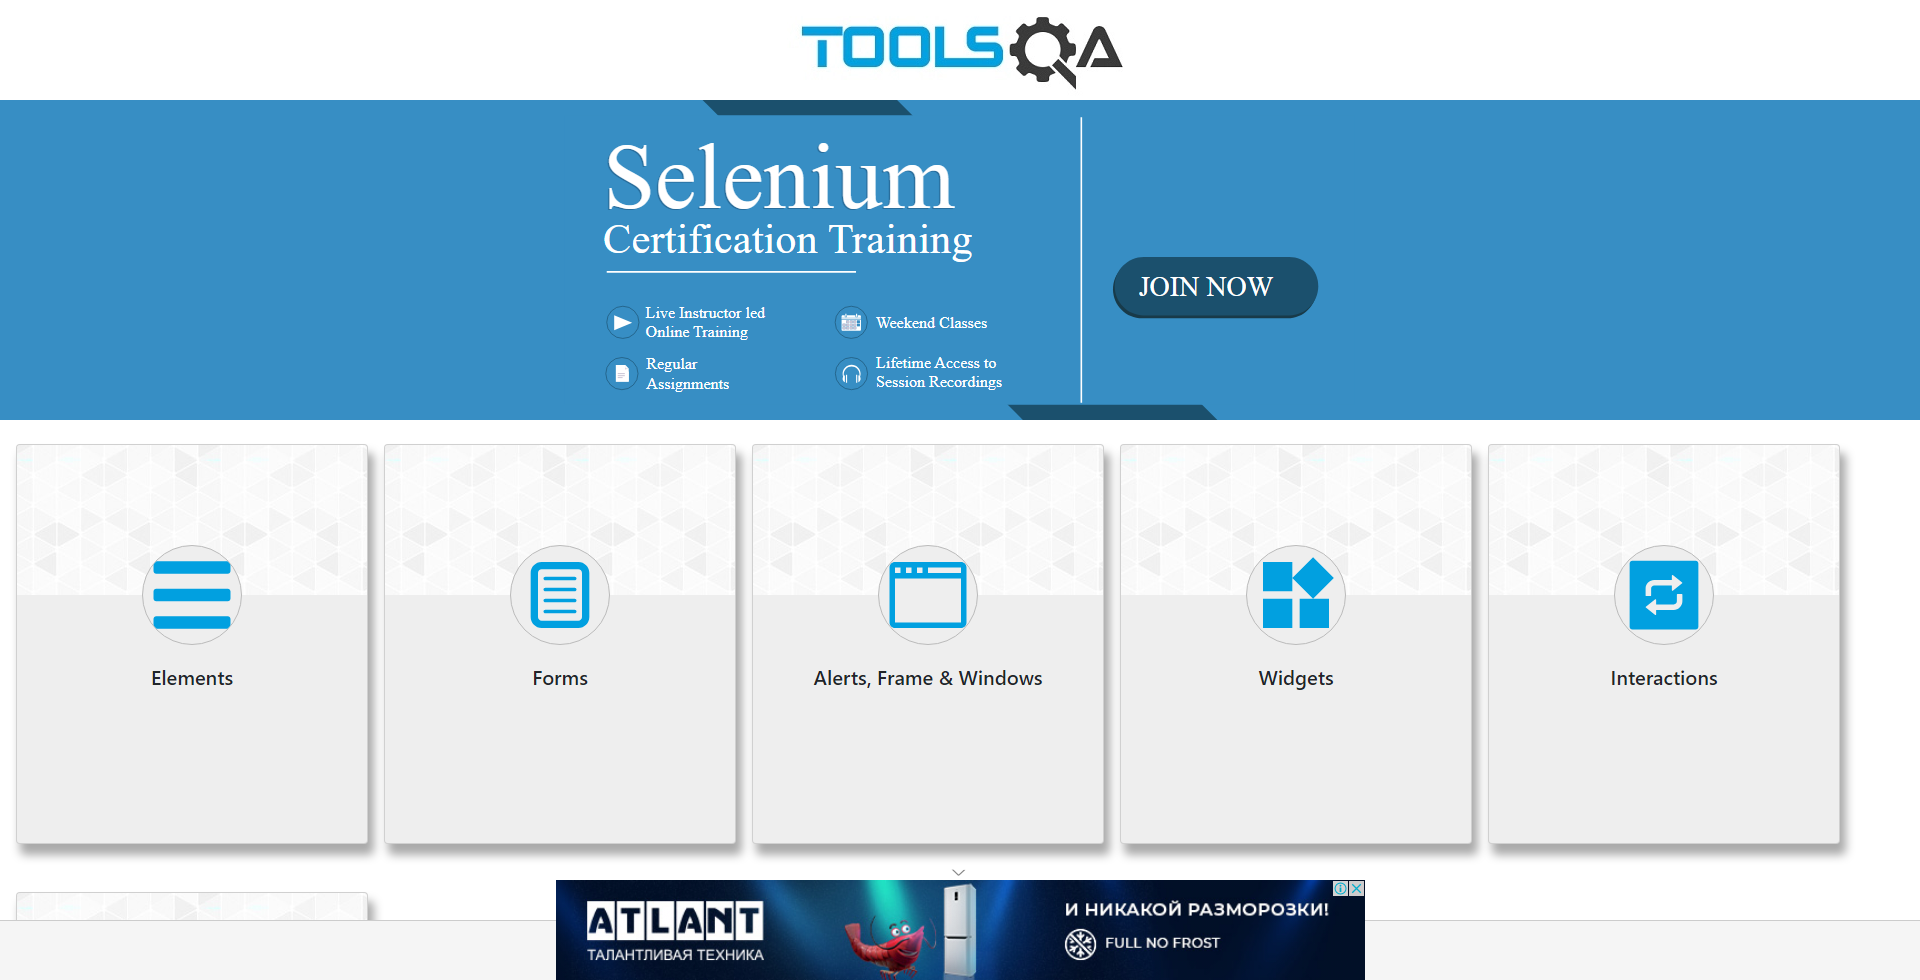 TOOLSQA
Selenium
Certification Training
Live Instructor led
Online Training
Weekend Classes
Regular
Assignments
Lifetime Access to
Session Recordings
JOIN NOW
Elements
Forms
Alerts, Frame & Windows
Widgets
Interactions
ATLANT
ТАЛАНТЛИВАЯ ТЕХНИКА
И НИКАКОЙ РАЗМОРОЗКИ!
FULL NO FROST